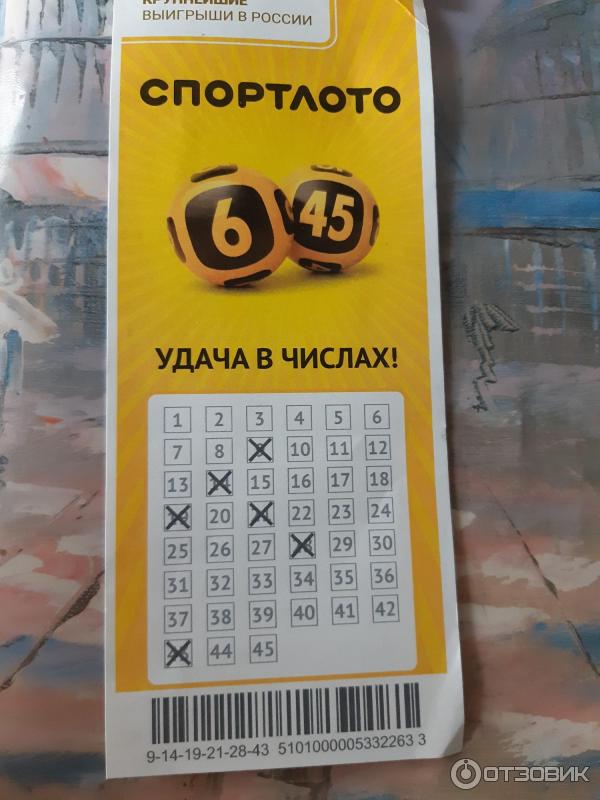 КРУПНЕЙШИЕ
ВЫИГРЫШИ В РОССИИ
СПОРТЛОТО
6 45
УДАЧА В ЧИСЛАХ!
1 2 3 4 5 6
7 8 10 11 12
13 15 16 17 18
20 22 23 24
25 26 27 29 30
31 32 33 34 35 36
37 38 39 40 41 42
44 45
9-14-19-21-28-43 5101000005332263 3
ОТЗОВИК